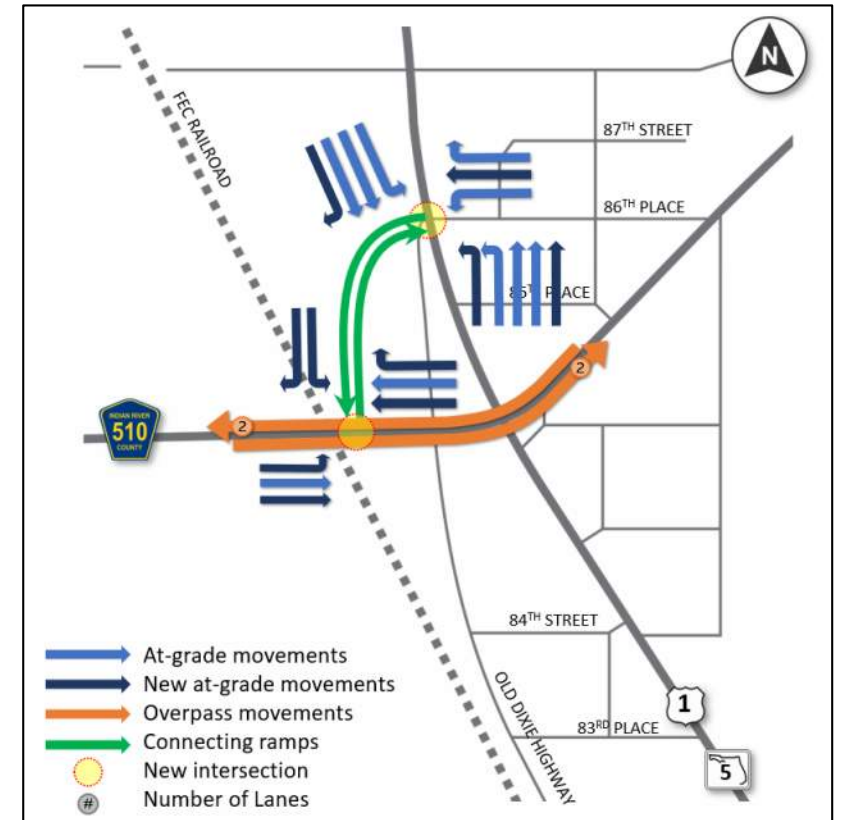 N
FEC RAILROAD
87TH STREET
86TH PLACE
85TH PLACE
2
2
INDIAN RIVER
510
COUNTY
84TH STREET
OLD DIXIE HIGHWAY
1
83RD PLACE
5
At-grade movements
New at-grade movements
Overpass movements
Connecting ramps
New intersection
# Number of Lanes